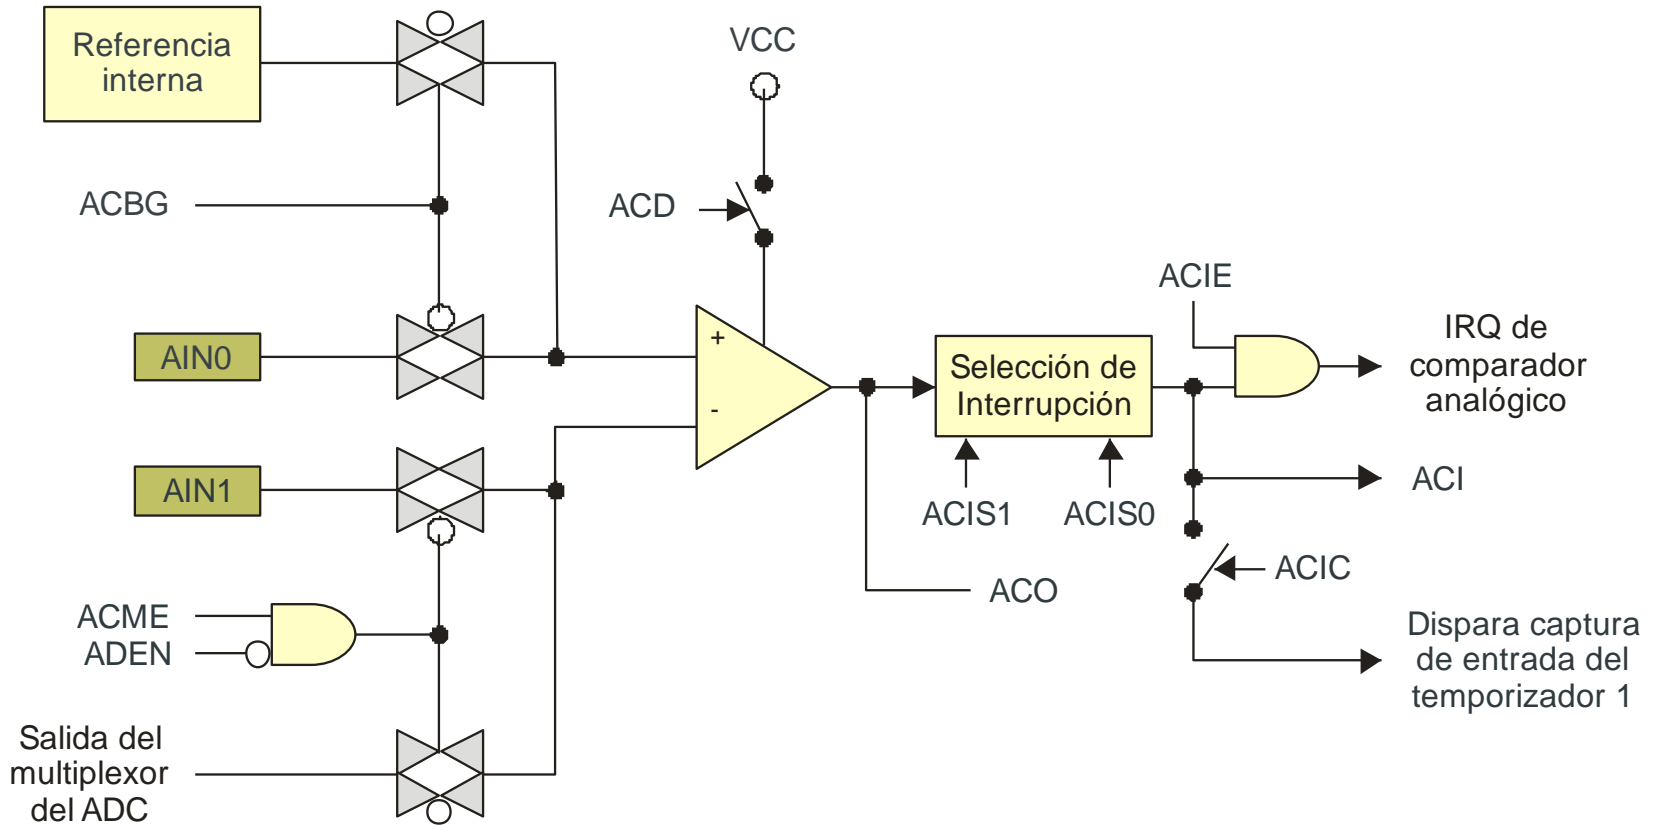 Referencia
interna
VCC
ACBG
ACD
ACIE
AIN0
+
-
Selección de
Interrupción
IRQ de
comparador
analógico
AIN1
ACIS1
ACIS0
ACI
ACIC
ACO
ACME
ADEN
Dispara captura
de entrada del
temporizador 1
Salida del
multiplexor
del ADC